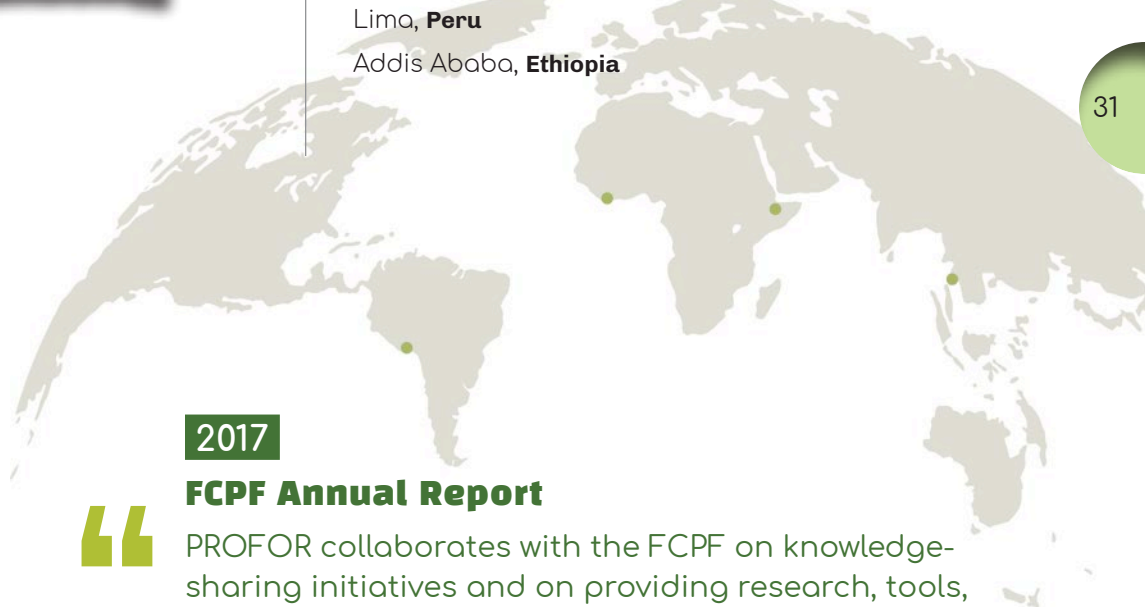 Lima, Peru
Addis Ababa, Ethiopia
31
2017
FCPF Annual Report
“
PROFOR collaborates with the FCPF on knowledge-
sharing initiatives and on providing research, tools,